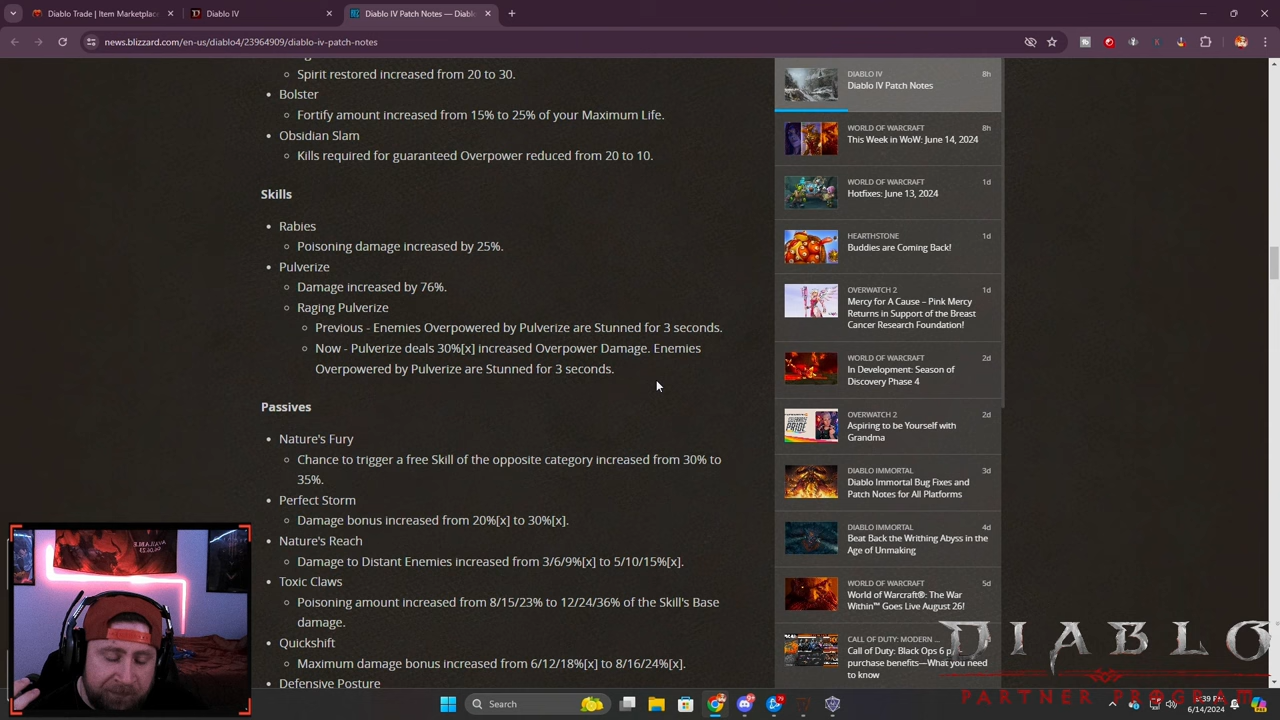 Diablo Trade | Item Marketplac
Diablo IV
Diablo IV Patch Notes — Diabl
news.blizzard.com/en-us/diablo4/23964909/diablo-iv-patch-notes
Spirit restored increased from 20 to 30.
Bolster
Fortify amount increased from 15% to 25% of your Maximum Life.
Obsidian Slam
Kills required for guaranteed Overpower reduced from 20 to 10.
Skills
Rabies
Poisoning damage increased by 25%.
Pulverize
Damage increased by 76%.
Raging Pulverize
Previous - Enemies Overpowered by Pulverize are Stunned for 3 seconds.
Now - Pulverize deals 30%[x] increased Overpower Damage. Enemies
Overpowered by Pulverize are Stunned for 3 seconds.
Passives
Nature's Fury
Chance to trigger a free Skill of the opposite category increased from 30% to
35%.
Perfect Storm
Damage bonus increased from 20%[x] to 30%[x].
Nature's Reach
Damage to Distant Enemies increased from 3/6/9%[x] to 5/10/15%[x].
Toxic Claws
Poisoning amount increased from 8/15/23% to 12/24/36% of the Skill's Base
damage.
Quickshift
Maximum damage bonus increased from 6/12/18%[x] to 8/16/24%[x].
Defensive Posture
DIABLO IV 8h
Diablo IV Patch Notes
WORLD OF WARCRAFT 8h
This Week in WoW: June 14, 2024
WORLD OF WARCRAFT 1d
Hotfixes: June 13, 2024
HEARTHSTONE 1d
Buddies are Coming Back!
OVERWATCH 2 1d
Mercy for A Cause – Pink Mercy
Returns in Support of the Breast
Cancer Research Foundation!
WORLD OF WARCRAFT 2d
In Development: Season of
Discovery Phase 4
OVERWATCH 2 2d
Aspiring to be Yourself with
Grandma
DIABLO IMMORTAL 3d
Diablo Immortal Bug Fixes and
Patch Notes for All Platforms
DIABLO IMMORTAL 4d
Beat Back the Writhing Abyss in the
Age of Unmaking
WORLD OF WARCRAFT 5d
World of Warcraft®: The War
Within™ Goes Live August 26!
CALL OF DUTY: MODERN ...
Call of Duty: Black Ops 6 p
purchase benefits—What you need
to know
DIABLO
PARTNER PROGRAM
Search
6/14/2024